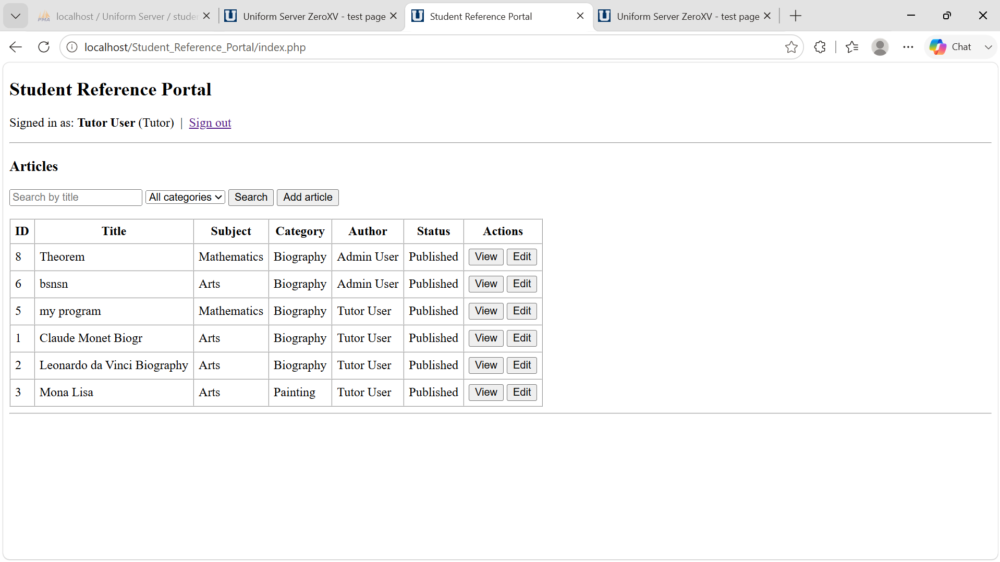 localhost / Uniform Server / stude
Uniform Server ZeroXV - test page
Student Reference Portal
Uniform Server ZeroXV - test page
localhost/Student_Reference_Portal/index.php
Chat
Student Reference Portal
Signed in as: Tutor User (Tutor) | Sign out
Articles
Search by title All categories Search Add article
ID Title Subject Category Author Status Actions
8 Theorem Mathematics Biography Admin User Published View Edit
6 bsnsn Arts Biography Admin User Published View Edit
5 my program Mathematics Biography Tutor User Published View Edit
1 Claude Monet Biogr Arts Biography Tutor User Published View Edit
2 Leonardo da Vinci Biography Arts Biography Tutor User Published View Edit
3 Mona Lisa Arts Painting Tutor User Published View Edit